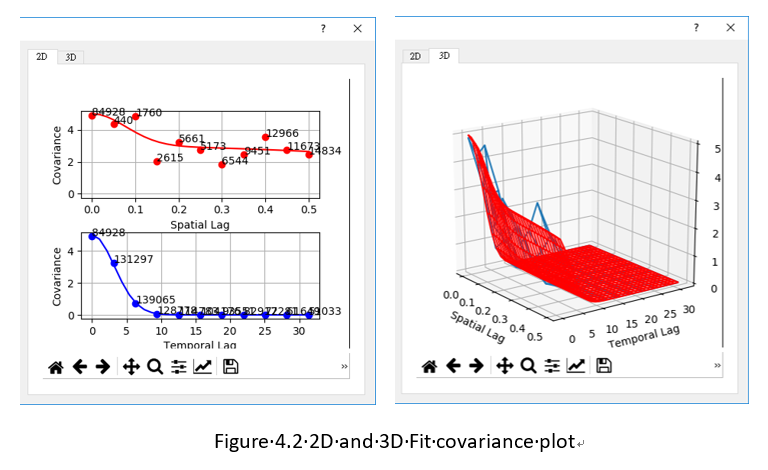 ? ×
2D 3D
84928
440
1760
2615
5661
5173
6544
9451
12966
11673
14834
Covariance
4
2
0
0.0 0.1 0.2 0.3 0.4 0.5
Spatial Lag
84928
131297
139065
Covariance
4
2
0
0 5 10 15 20 25 30
Temporal Lag
»
? ×
2D 3D
5
4
3
2
1
0
0.0 0.1 0.2 0.3 0.4 0.5
Spatial Lag
0 5 10 15 20 25 30
Temporal Lag
»
Figure·4.2·2D·and·3D·Fit·covariance·plot